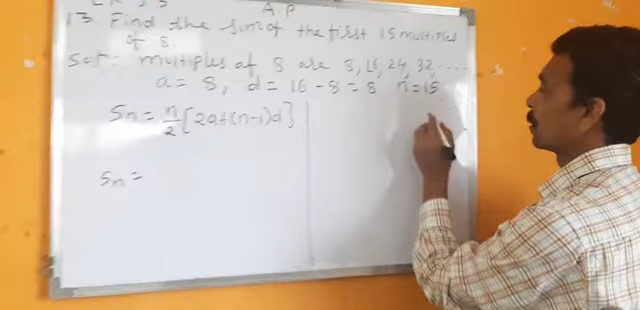 A P
13. Find the sum of the first 15 multiples
of 8.
Sol: multiples of 8 are 8, 16, 24, 32, .....
a = 8, d = 16 - 8 = 8 n = 15
Sn = n/2 [2a+(n-1)d]
Sn =